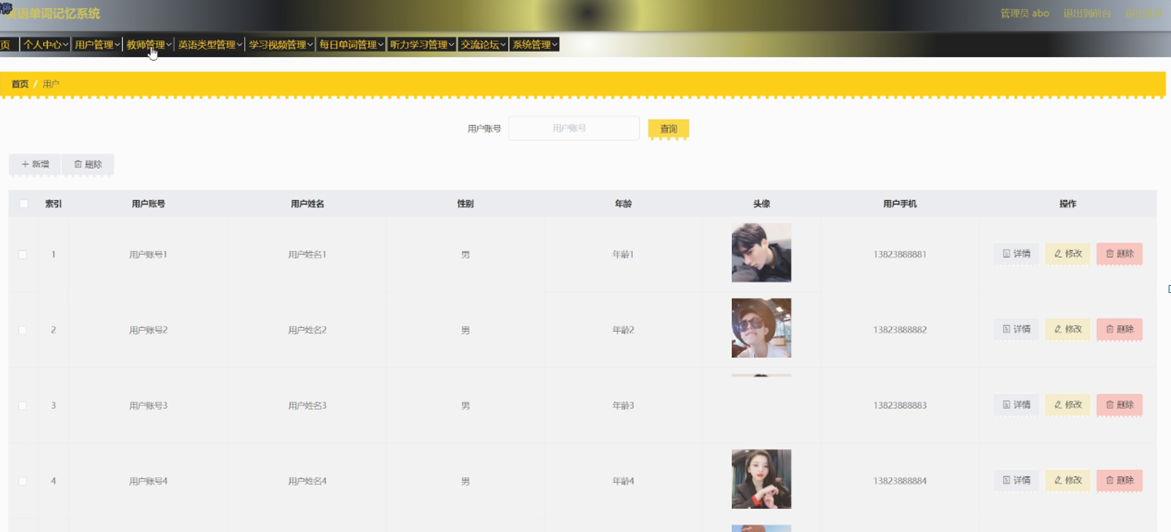 英语单词记忆系统
管理员 abo 退出到前台
页 个人中心 用户管理 教师管理 英语类型管理 学习视频管理 每日单词管理 听力学习管理 交流论坛 系统管理
首页 / 用户
用户账号 用户账号 查询
+ 新增 删除
索引 用户账号 用户姓名 性别 年龄 头像 用户手机 操作
1 用户账号1 用户姓名1 男 年龄1 13823888881 详情 修改 删除
2 用户账号2 用户姓名2 男 年龄2 13823888882 详情 修改 删除
3 用户账号3 用户姓名3 男 年龄3 13823888883 详情 修改 删除
4 用户账号4 用户姓名4 男 年龄4 13823888884 详情 修改 删除